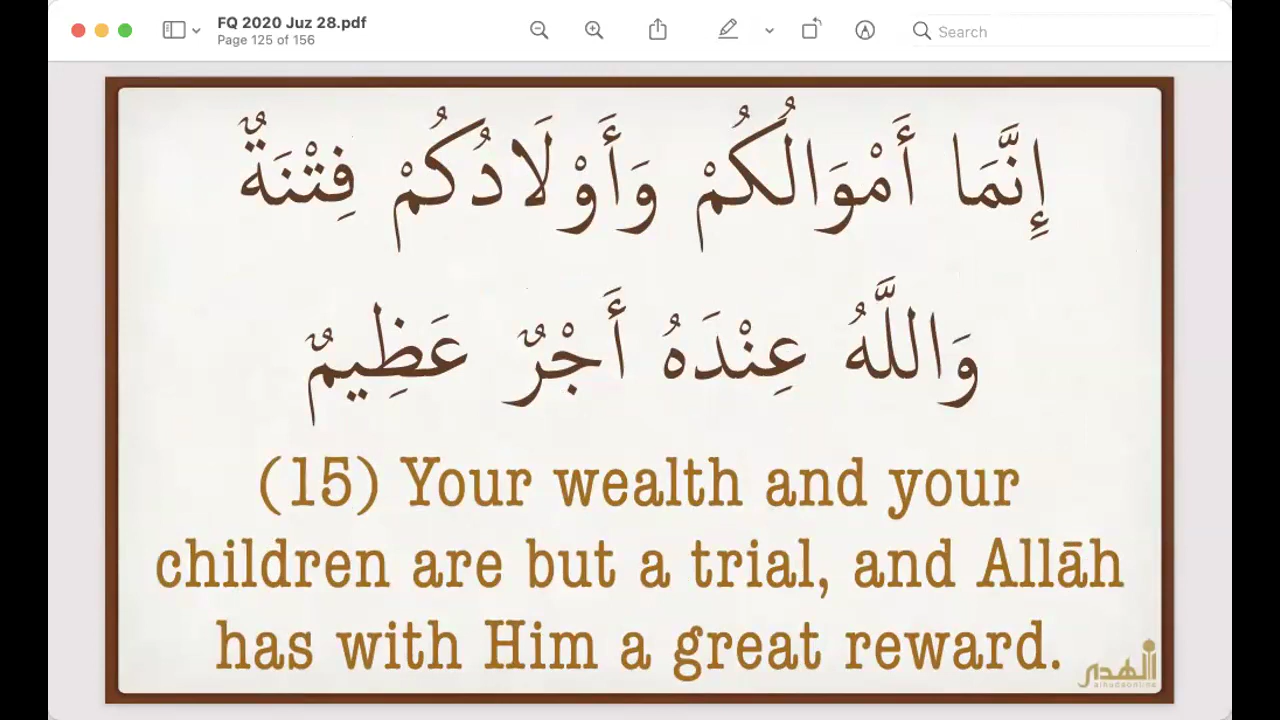 FQ 2020 Juz 28.pdf
Page 125 of 156
Search
إِنَّمَا أَمْوَالُكُمْ وَأَوْلَادُكُمْ فِتْنَةٌ
وَاللَّهُ عِنْدَهُ أَجْرٌ عَظِيمٌ
(15) Your wealth and your
children are but a trial, and Allāh
has with Him a great reward.
الهدى
alhudaonline